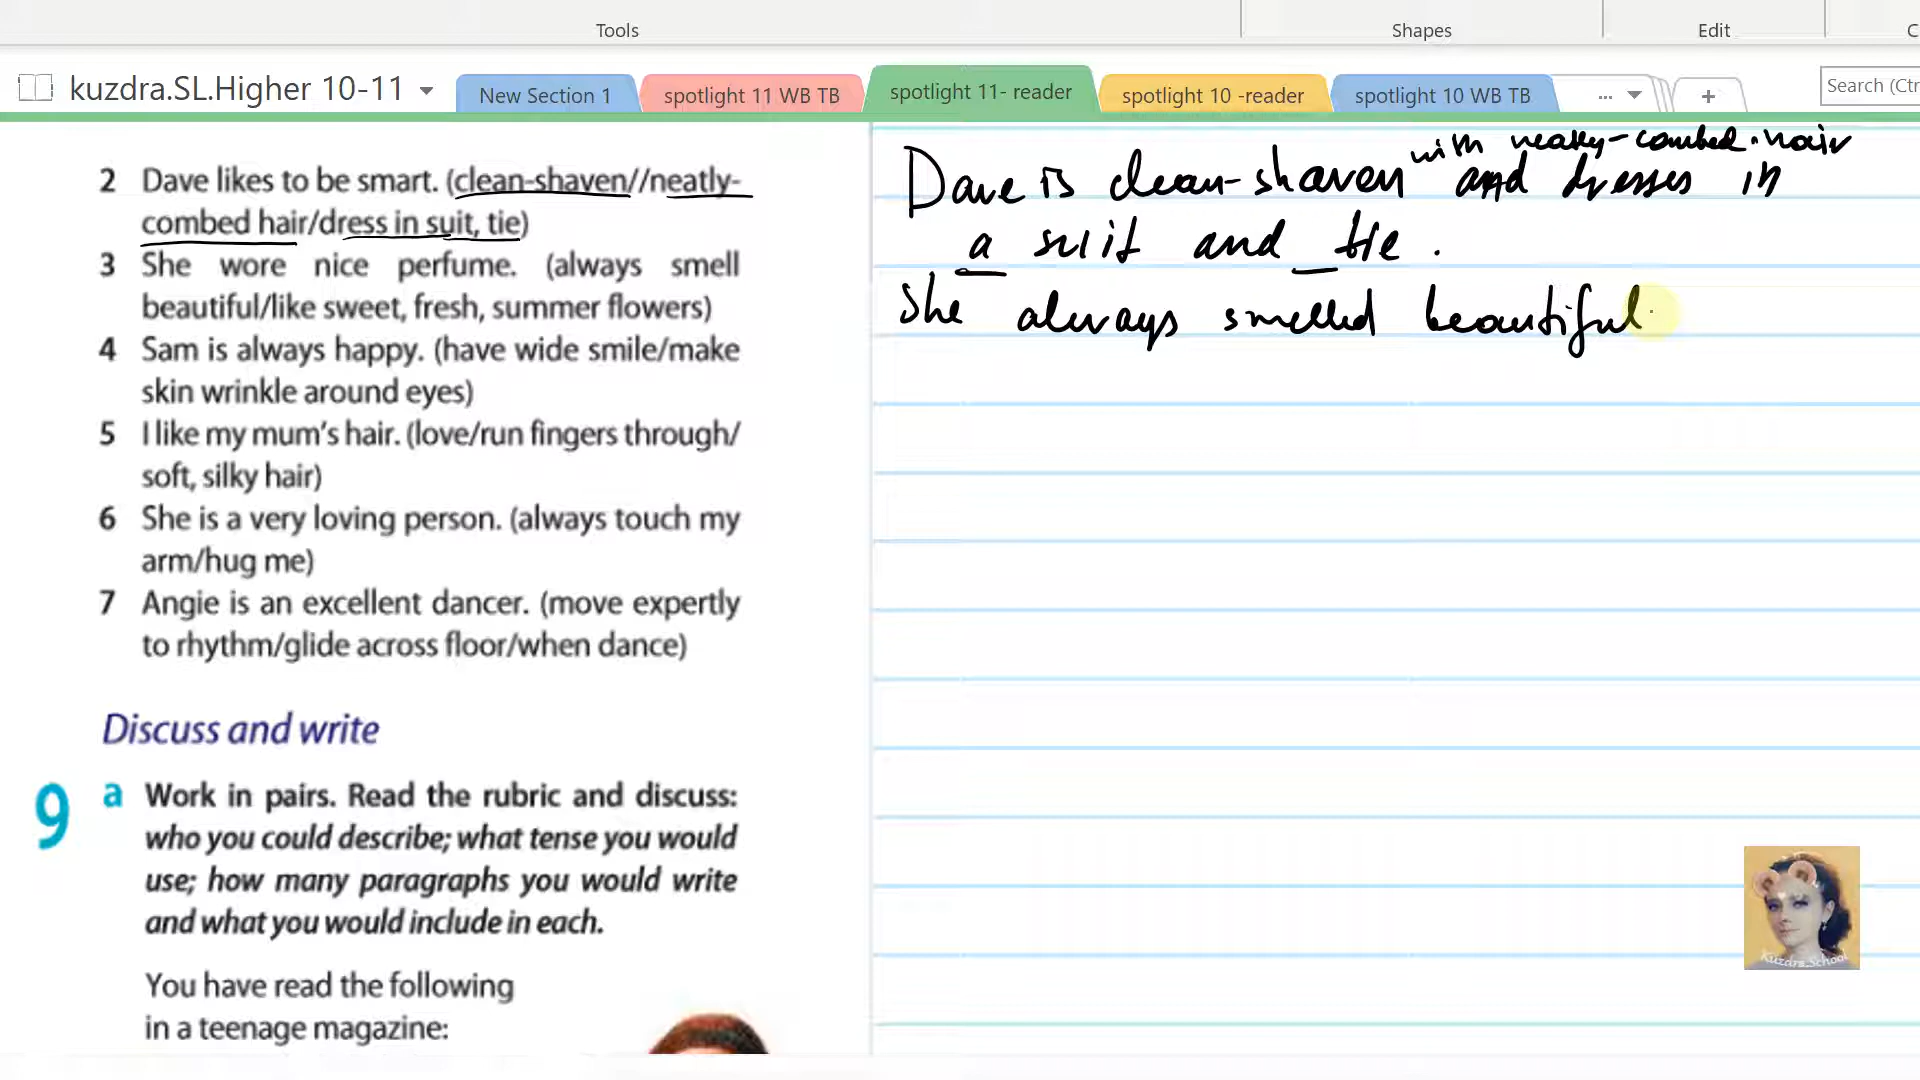 Tools Shapes Edit C
kuzdra.SL.Higher 10-11 New Section 1 spotlight 11 WB TB spotlight 11- reader spotlight 10 -reader spotlight 10 WB TB ... + Search (Ctr
2 Dave likes to be smart. (clean-shaven//neatly-
combed hair/dress in suit, tie)
3 She wore nice perfume. (always smell
beautiful/like sweet, fresh, summer flowers)
4 Sam is always happy. (have wide smile/make
skin wrinkle around eyes)
5 I like my mum's hair. (love/run fingers through/
soft, silky hair)
6 She is a very loving person. (always touch my
arm/hug me)
7 Angie is an excellent dancer. (move expertly
to rhythm/glide across floor/when dance)
Discuss and write
9 a Work in pairs. Read the rubric and discuss:
who you could describe; what tense you would
use; how many paragraphs you would write
and what you would include in each.
You have read the following
in a teenage magazine:
with neatly-combed hair
Dave is clean-shaven and dresses in
a suit and tie.
She always smelled beautiful
Kuzdra.School